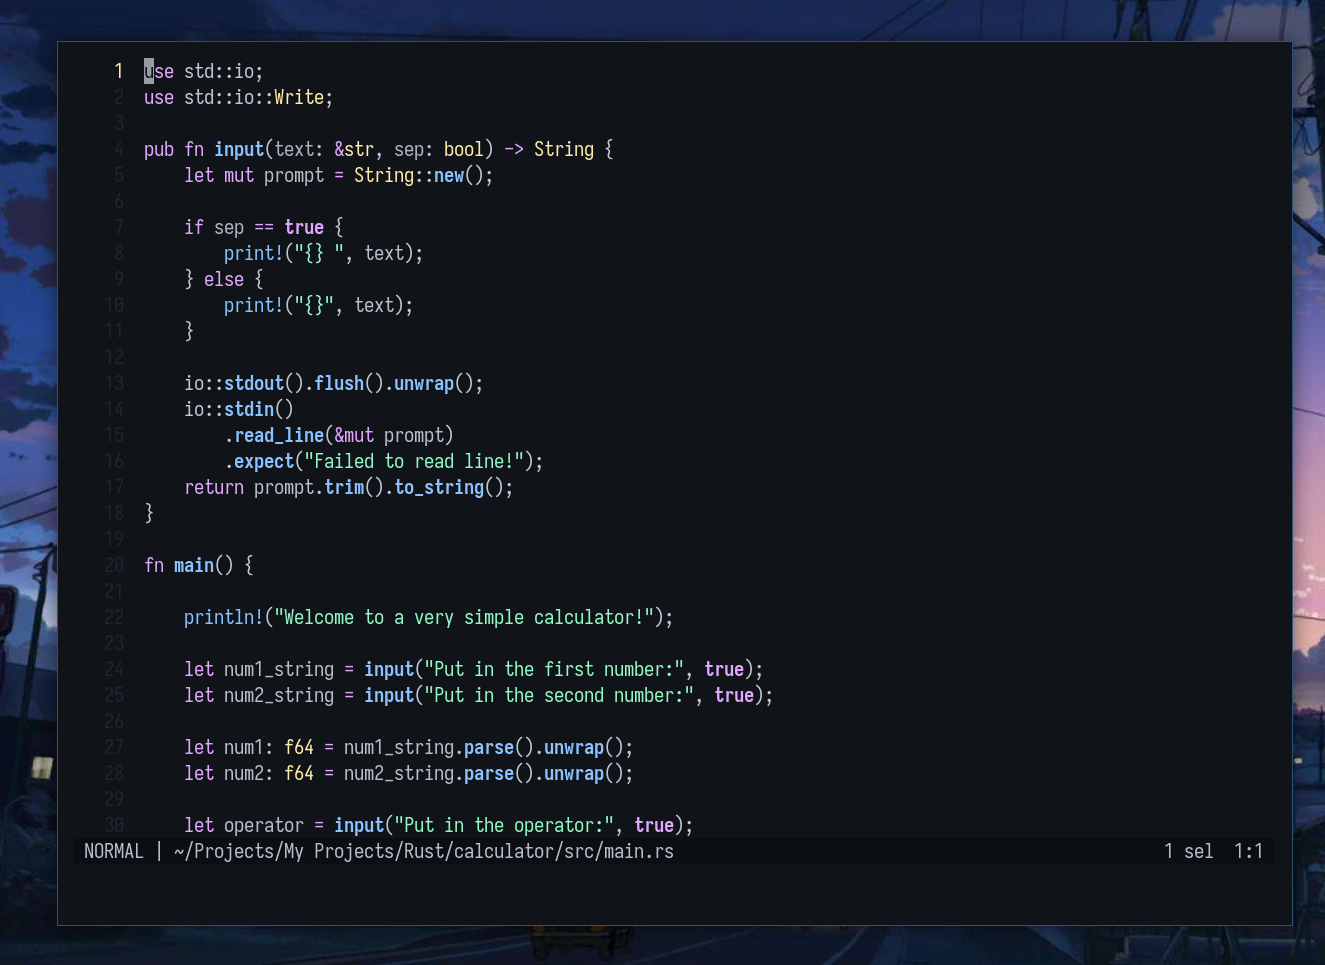 1 use std::io;
2 use std::io::Write;
3
4 pub fn input(text: &str, sep: bool) -> String {
5     let mut prompt = String::new();
6
7     if sep == true {
8         print!("{} ", text);
9     } else {
10         print!("{}", text);
11     }
12
13     io::stdout().flush().unwrap();
14     io::stdin()
15         .read_line(&mut prompt)
16         .expect("Failed to read line!");
17     return prompt.trim().to_string();
18 }
19
20 fn main() {
21
22     println!("Welcome to a very simple calculator!");
23
24     let num1_string = input("Put in the first number:", true);
25     let num2_string = input("Put in the second number:", true);
26
27     let num1: f64 = num1_string.parse().unwrap();
28     let num2: f64 = num2_string.parse().unwrap();
29
30     let operator = input("Put in the operator:", true);
NORMAL | ~/Projects/My Projects/Rust/calculator/src/main.rs 1 sel 1:1